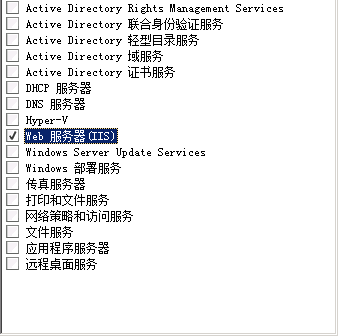 Active Directory Rights Management Services
Active Directory 联合身份验证服务
Active Directory 轻型目录服务
Active Directory 域服务
Active Directory 证书服务
DHCP 服务器
DNS 服务器
Hyper-V
Web 服务器(IIS)
Windows Server Update Services
Windows 部署服务
传真服务器
打印和文件服务
网络策略和访问服务
文件服务
应用程序服务器
远程桌面服务